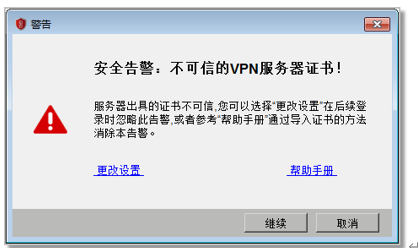 警告
安全告警：不可信的VPN服务器证书！
服务器出具的证书不可信,您可以选择“更改设置”在后续登
录时忽略此告警,或者参考“帮助手册”通过导入证书的方法
消除本告警。
更改设置 帮助手册
继续 取消